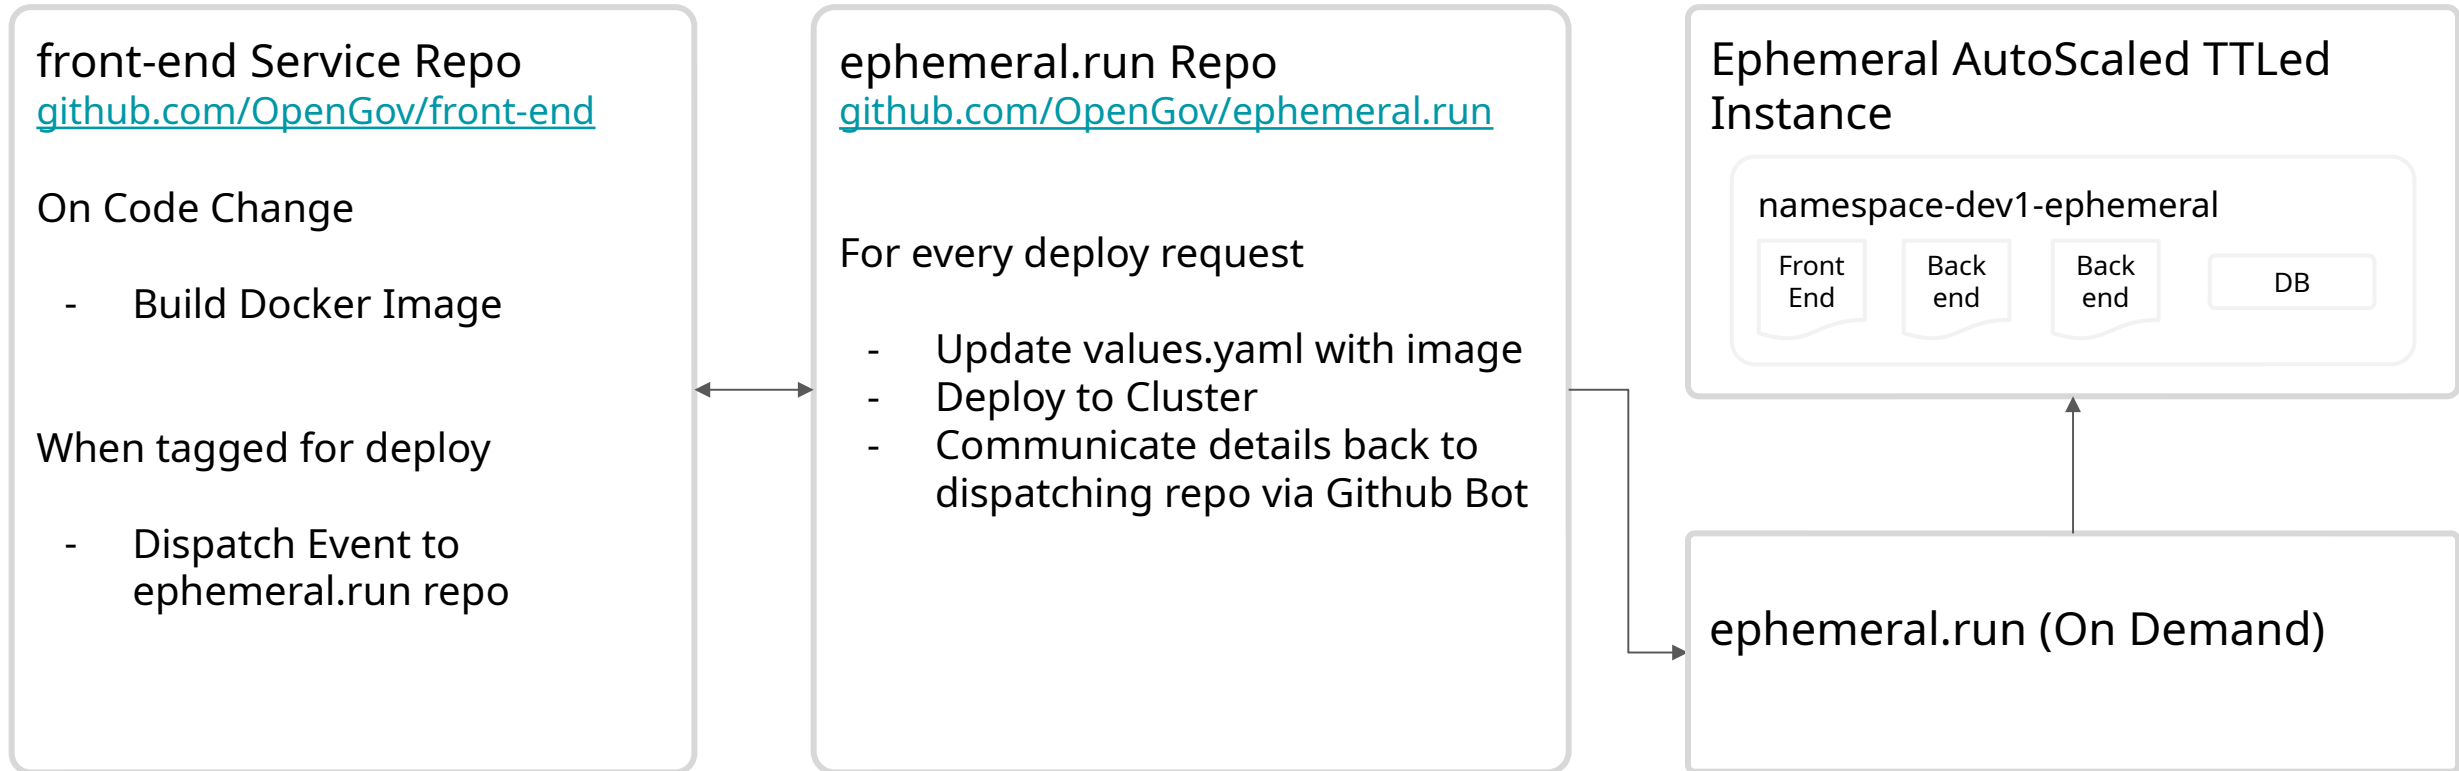 front-end Service Repo
github.com/OpenGov/front-end
On Code Change
- Build Docker Image
When tagged for deploy
- Dispatch Event to
ephemeral.run repo
ephemeral.run Repo
github.com/OpenGov/ephemeral.run
For every deploy request
- Update values.yaml with image
- Deploy to Cluster
- Communicate details back to
dispatching repo via Github Bot
Ephemeral AutoScaled TTLed
Instance
namespace-dev1-ephemeral
Front
End
Back
end
Back
end
DB
ephemeral.run (On Demand)